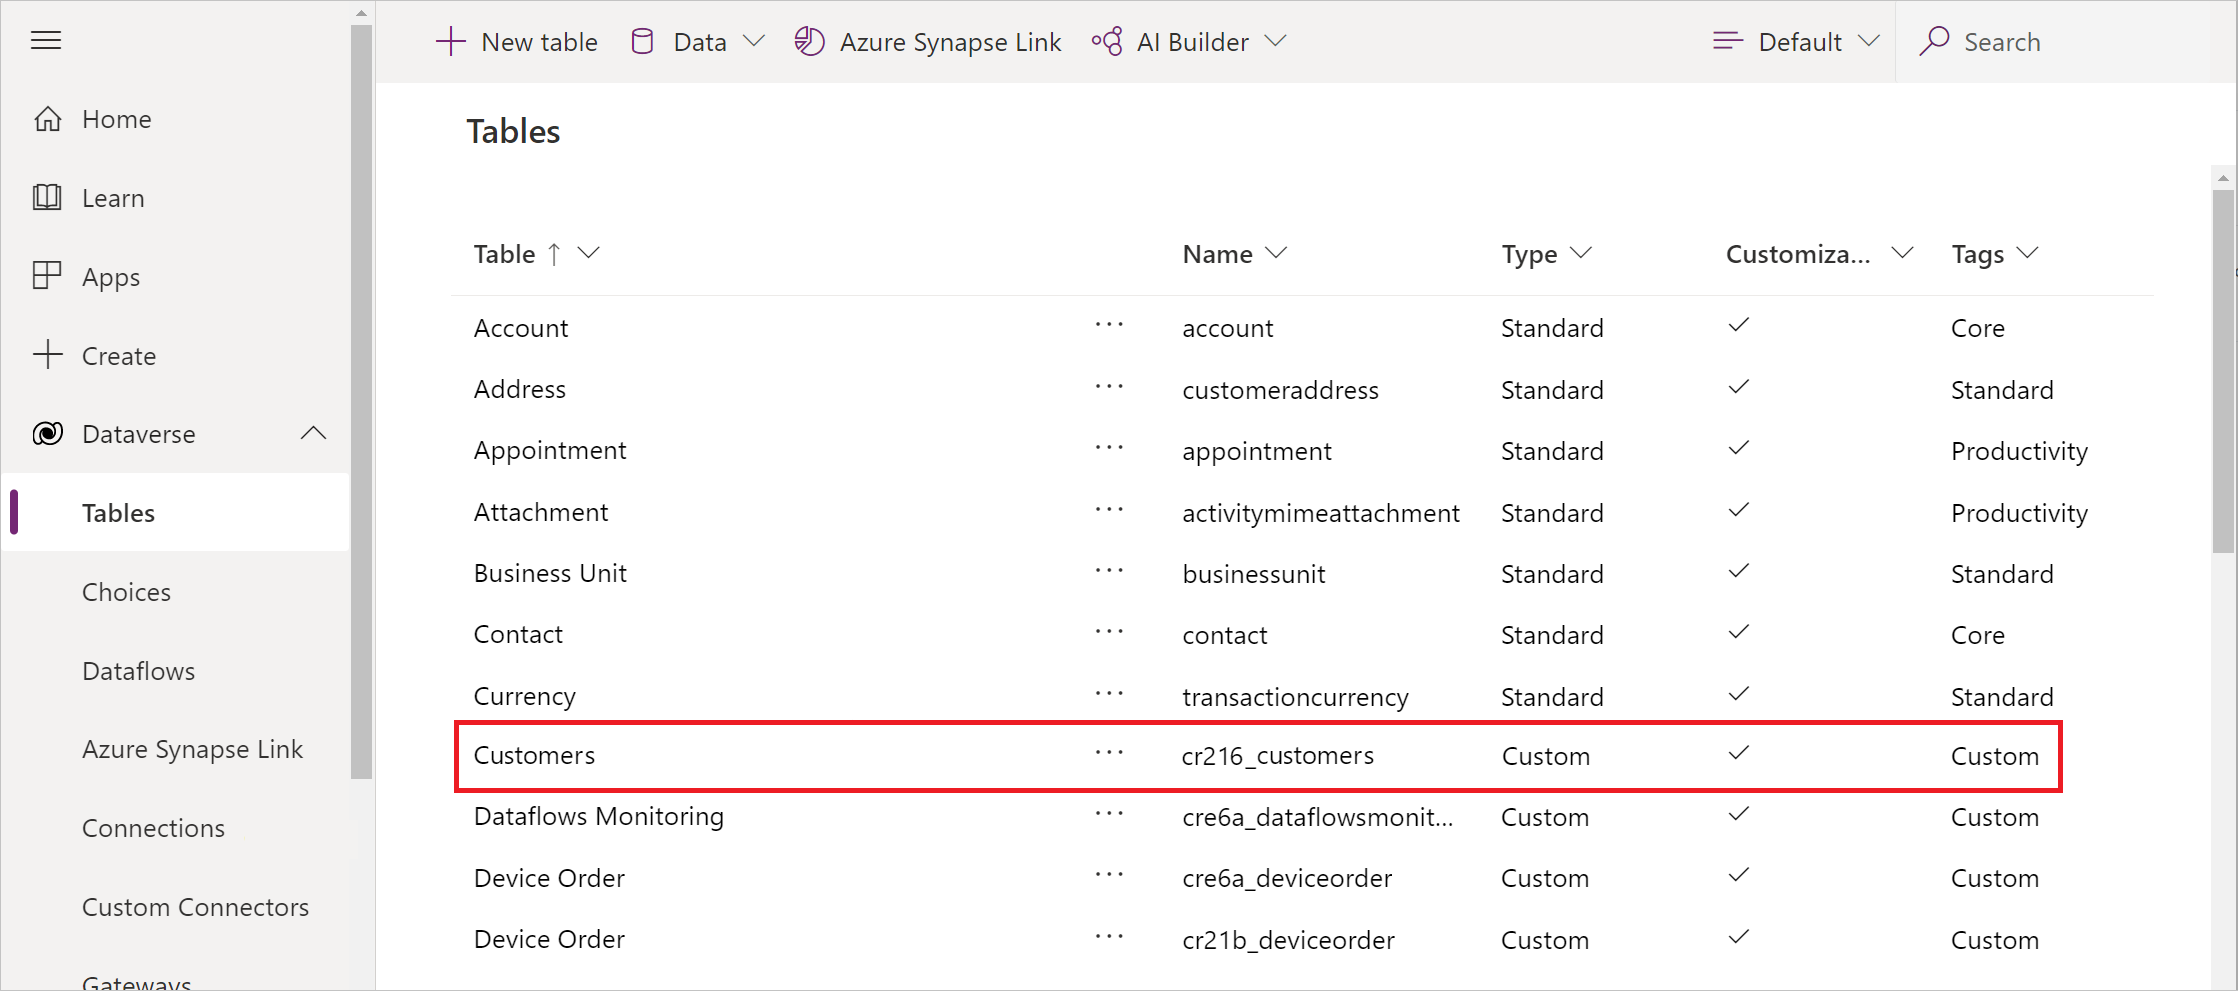 New table Data Azure Synapse Link AI Builder Default Search
Home
Learn
Apps
Create
Dataverse
Tables
Choices
Dataflows
Azure Synapse Link
Connections
Custom Connectors
Gateways
Tables
Table Name Type Customiza... Tags
Account ... account Standard Core
Address ... customeraddress Standard Standard
Appointment ... appointment Standard Productivity
Attachment ... activitymimeattachment Standard Productivity
Business Unit ... businessunit Standard Standard
Contact ... contact Standard Core
Currency ... transactioncurrency Standard Standard
Customers ... cr216_customers Custom Custom
Dataflows Monitoring ... cre6a_dataflowsmonit... Custom Custom
Device Order ... cre6a_deviceorder Custom Custom
Device Order ... cr21b_deviceorder Custom Custom